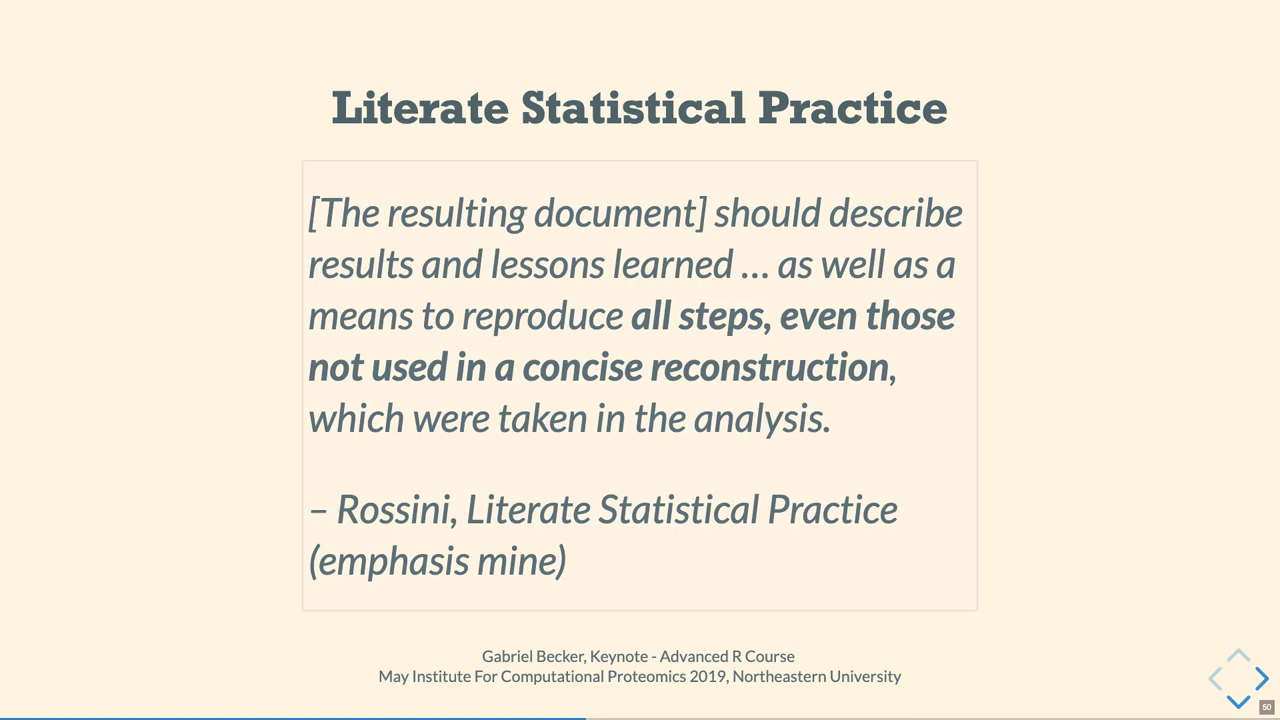 Literate Statistical Practice
[The resulting document] should describe
results and lessons learned … as well as a
means to reproduce all steps, even those
not used in a concise reconstruction,
which were taken in the analysis.
– Rossini, Literate Statistical Practice
(emphasis mine)
Gabriel Becker, Keynote - Advanced R Course
May Institute For Computational Proteomics 2019, Northeastern University
50